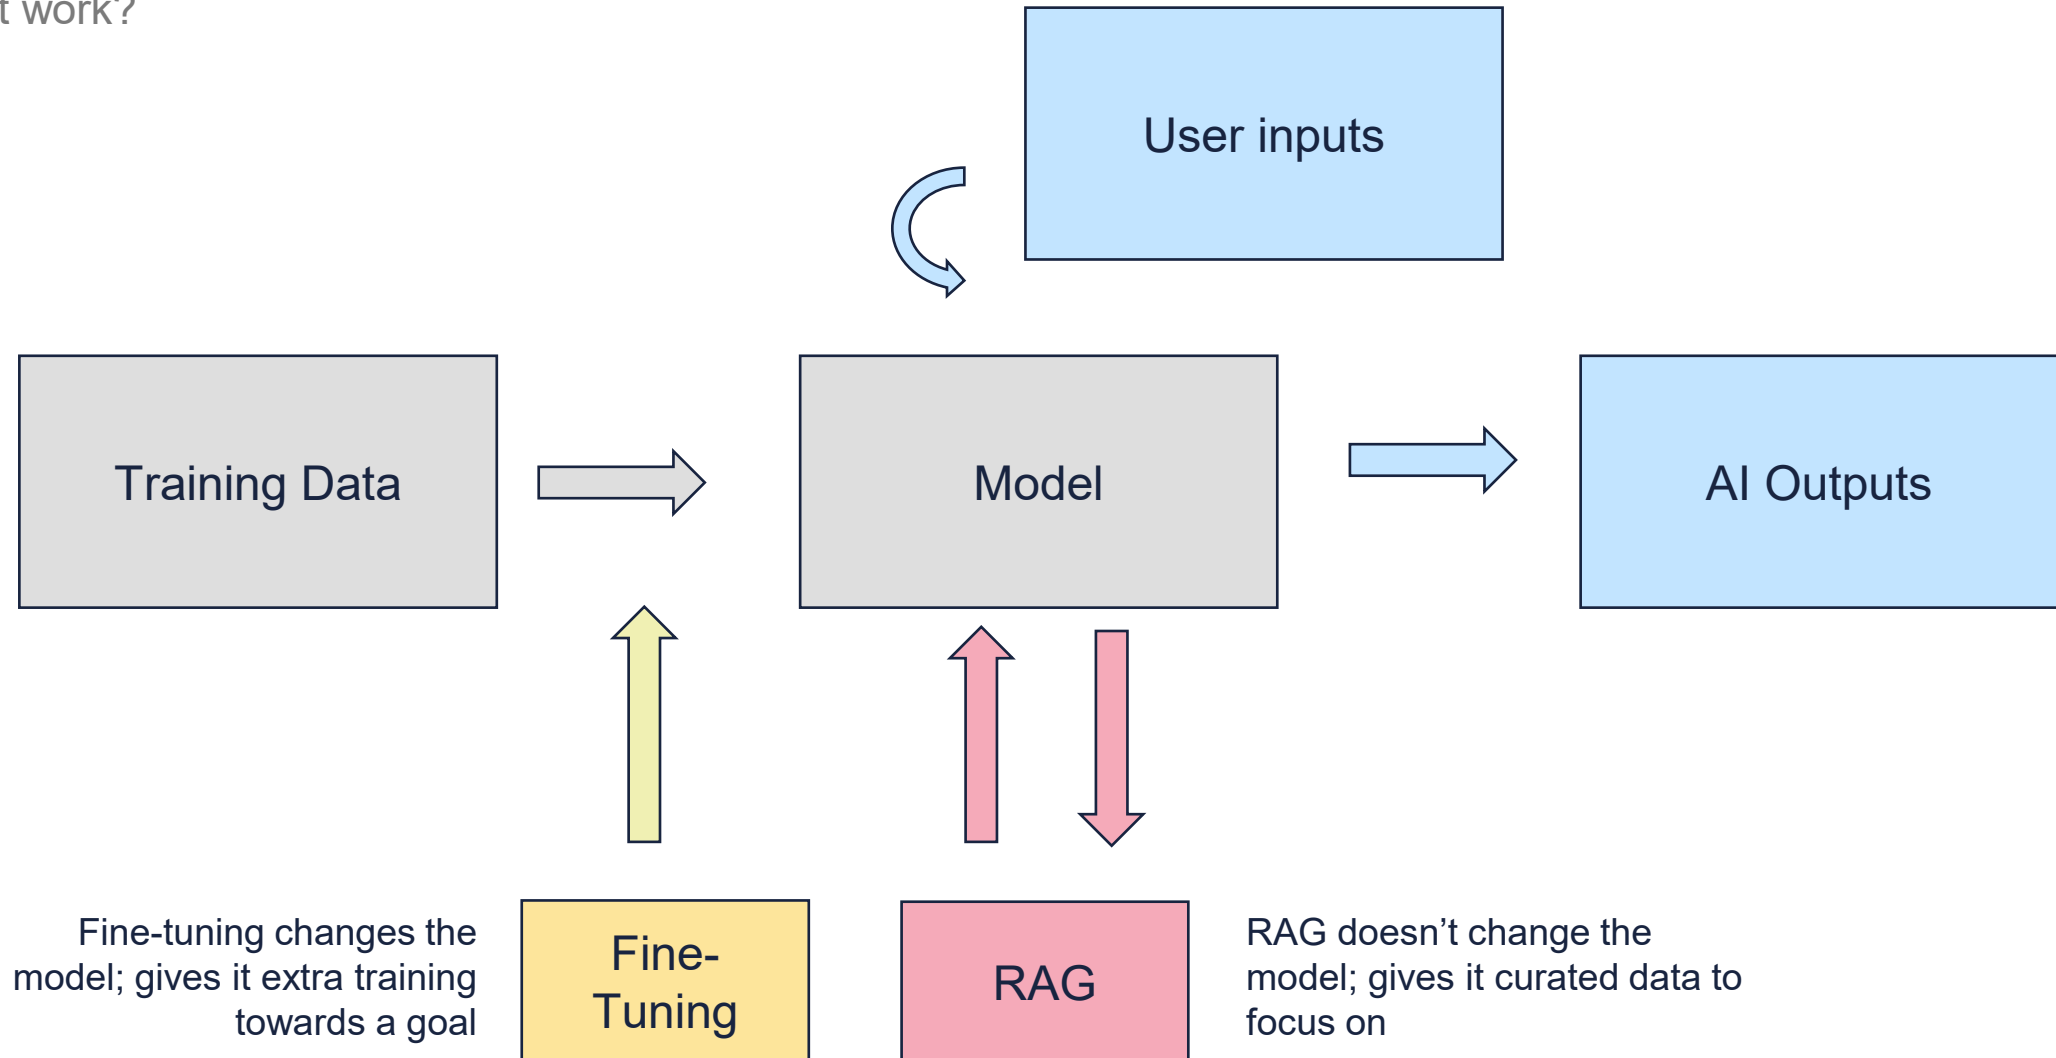 t work?
User inputs
Training Data
Model
AI Outputs
Fine-tuning changes the
model; gives it extra training
towards a goal
Fine-
Tuning
RAG
RAG doesn’t change the
model; gives it curated data to
focus on